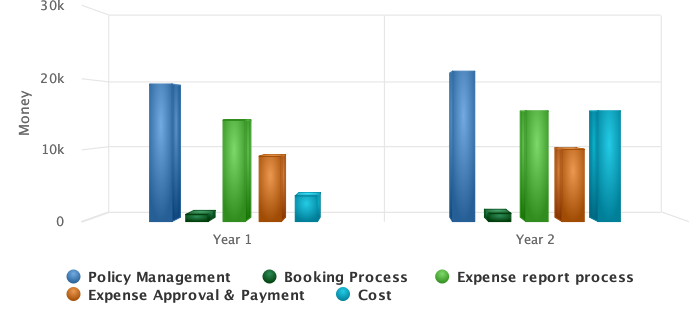 30k
20k
10k
0
Money
Year 1 Year 2
Policy Management Booking Process Expense report process
Expense Approval & Payment Cost